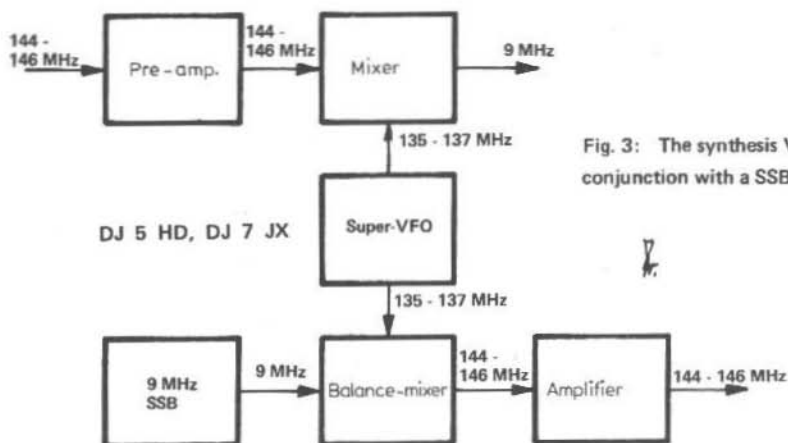 144 -
146 MHz
Pre-amp.
144 -
146 MHz
Mixer
9 MHz
135 - 137 MHz
Fig. 3: The synthesis
conjunction with a SSB
DJ 5 HD, DJ 7 JX
Super-VFO
135 - 137 MHz
9 MHz
SSB
9 MHz
Balance-mixer
144 -
146 MHz
Amplifier
144 - 146 MHz